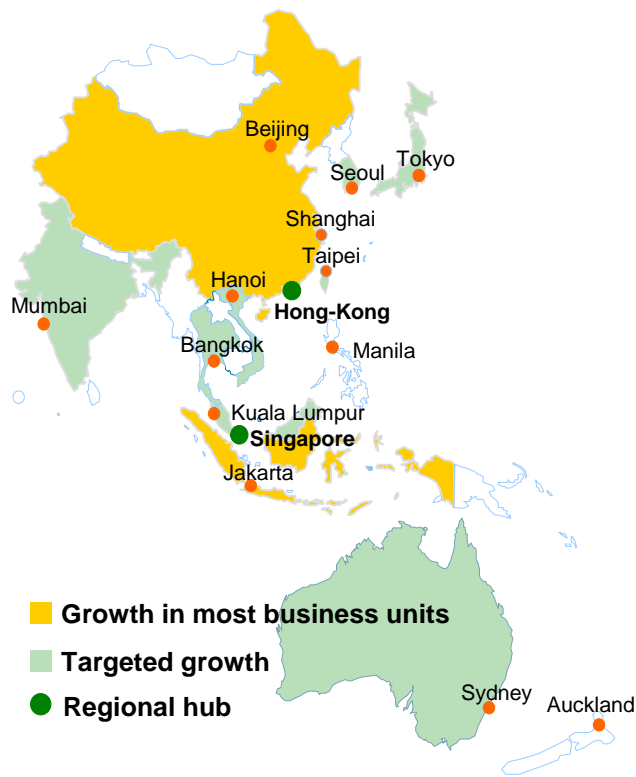 Beijing
Seoul
Tokyo
Shanghai
Taipei
Hanoi
Mumbai
Hong-Kong
Bangkok
Manila
Kuala Lumpur
Singapore
Jakarta
Growth in most business units
Targeted growth
Sydney
Auckland
Regional hub